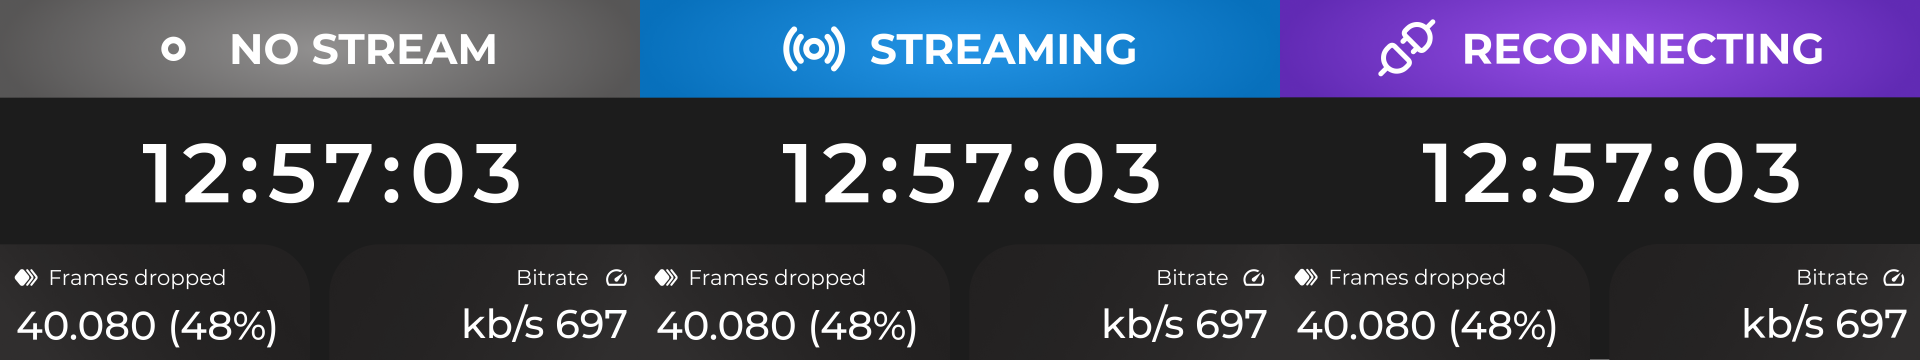 NO STREAM
12:57:03
Frames dropped
40.080 (48%)
Bitrate
kb/s 697
STREAMING
12:57:03
Frames dropped
40.080 (48%)
Bitrate
kb/s 697
RECONNECTING
12:57:03
Frames dropped
40.080 (48%)
Bitrate
kb/s 697